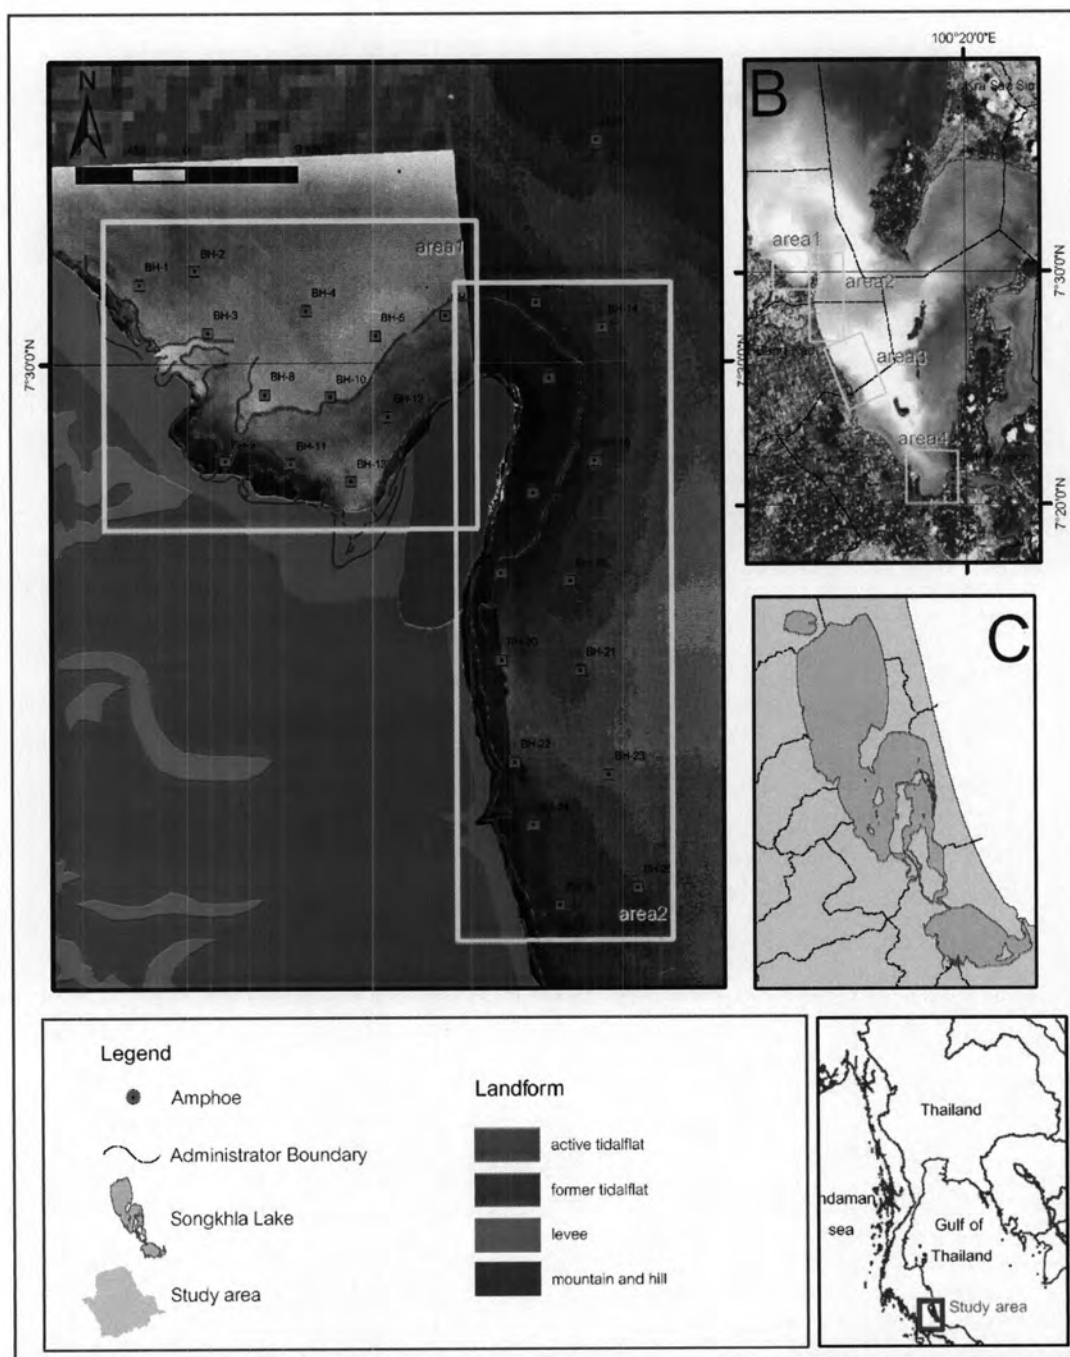 N
area1
BH-1
BH-2
BH-3
BH-4
BH-5
BH-8
BH-10
BH-12
BH-11
BH-13
BH-14
BH-20
BH-21
BH-22
BH-23
area2
7°30'0"N
100°20'0"E
B
area1
area2
area3
area4
7°30'0"N
7°20'0"N
C
Legend
Amphoe
Administrator Boundary
Songkhla Lake
Study area
Landform
active tidalflat
former tidalflat
levee
mountain and hill
Thailand
ndaman
sea
Gulf of
Thailand
Study area